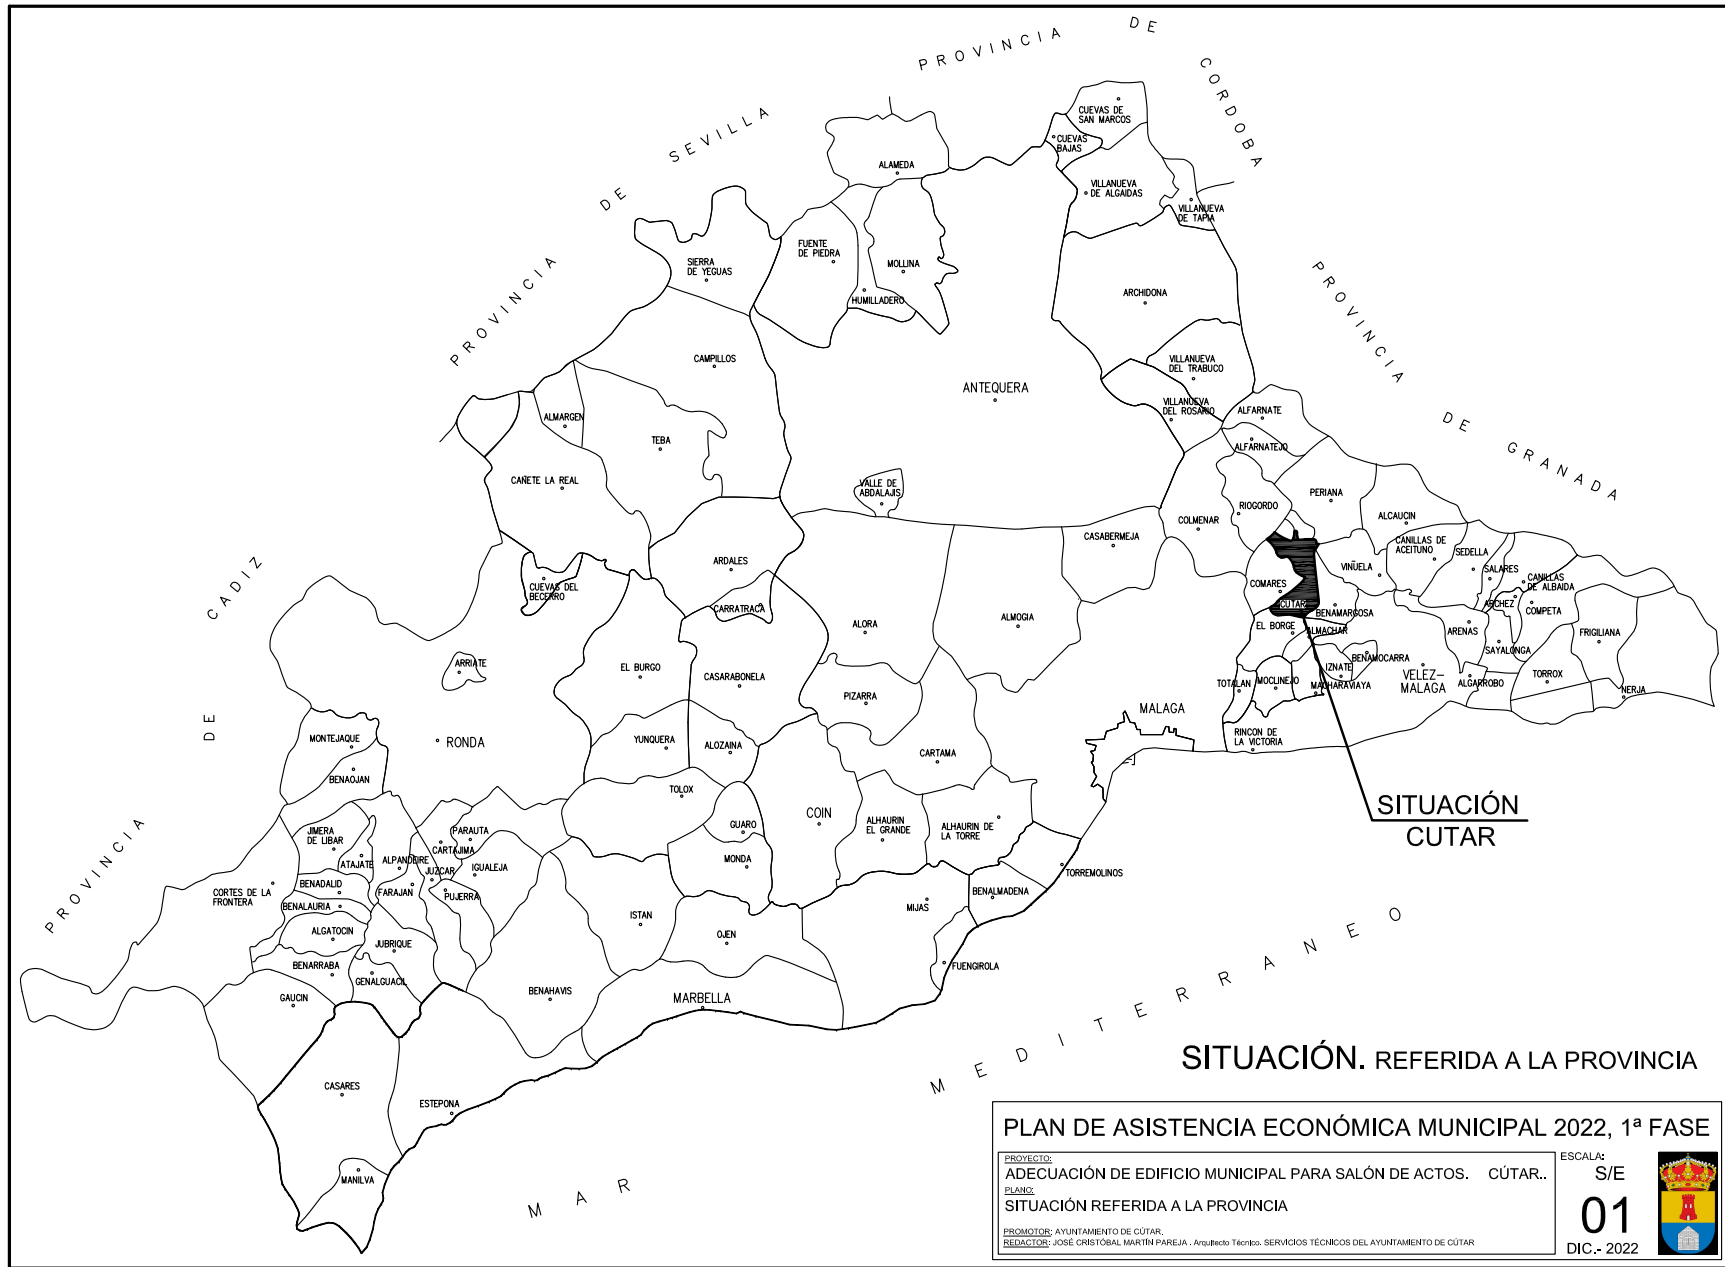 PROVINCIA DE CORDOBA
PROVINCIA DE SEVILLA
PROVINCIA DE GRANADA
PROVINCIA DE CADIZ
CUEVAS DE
SAN MARCOS
CUEVAS
BAJAS
ALAMEDA
VILLANUEVA
DE ALGAIDAS
VILLANUEVA
DE TAPIA
FUENTE
DE PIEDRA
MOLLINA
SIERRA
DE YEGUAS
HUMILLADERO
ARCHIDONA
CAMPILLOS
VILLANUEVA
DEL TRABUCO
ANTEQUERA
VILLANUEVA
DEL ROSARIO
ALFARNATE
ALMARGEN
TEBA
ALFARNATEJO
CAÑETE LA REAL
VALLE DE
ABDALAJIS
PERIANA
RIOGORDO
COLMENAR
ALCAUCIN
CASABERMEJA
CANILLAS DE
ACEITUNO
SEDELLA
ARDALES
VIÑUELA
SALARES
CUEVAS DEL
BECERRO
COMARES
CANILLAS
DE ALBAIDA
CARRATRACA
CUTAR
BENAMARGOSA
ARCHEZ
COMPETA
ALORA
ALMOGIA
EL BORGE
ALMACHAR
ARENAS
FRIGILIANA
ARRIATE
EL BURGO
CASARABONELA
SAYALONGA
BENAMOCARRA
IZNATE
VELEZ-
MALAGA
ALGARROBO
TORROX
NERJA
TOTALAN
MOCLINEJO
MACHARAVIAYA
PIZARRA
MALAGA
RINCON DE
LA VICTORIA
MONTEJAQUE
RONDA
YUNQUERA
ALOZAINA
CARTAMA
BENAOJAN
TOLOX
SITUACIÓN
CUTAR
COIN
GUARO
ALHAURIN
EL GRANDE
ALHAURIN DE
LA TORRE
JIMERA
DE LIBAR
PARAUTA
CARTAJIMA
ATAJATE
ALPANDEIRE
JUZCAR
IGUALEJA
MONDA
TORREMOLINOS
CORTES DE LA
FRONTERA
BENADALID
FARAJAN
PUJERRA
BENALMADENA
BENALAURIA
ISTAN
MIJAS
ALGATOCIN
JUBRIQUE
OJEN
BENARRABA
GENALGUACIL
FUENGIROLA
GAUCIN
BENAHAVIS
MARBELLA
CASARES
ESTEPONA
MANILVA
MAR MEDITERRANEO
SITUACIÓN. REFERIDA A LA PROVINCIA
PLAN DE ASISTENCIA ECONÓMICA MUNICIPAL 2022, 1ª FASE
PROYECTO:
ADECUACIÓN DE EDIFICIO MUNICIPAL PARA SALÓN DE ACTOS. CÚTAR..
PLANO:
SITUACIÓN REFERIDA A LA PROVINCIA
PROMOTOR: AYUNTAMIENTO DE CÚTAR.
REDACTOR: JOSÉ CRISTÓBAL MARTÍN PAREJA . Arquitecto Técnico. SERVICIOS TÉCNICOS DEL AYUNTAMIENTO DE CÚTAR
ESCALA:
S/E
01
DIC.- 2022